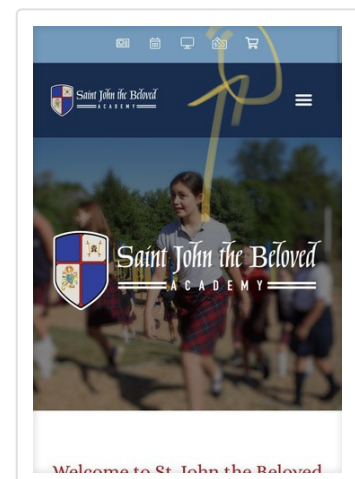 Saint John the Beloved
ACADEMY
Saint John the Beloved
ACADEMY
Welcome to St. John the Beloved